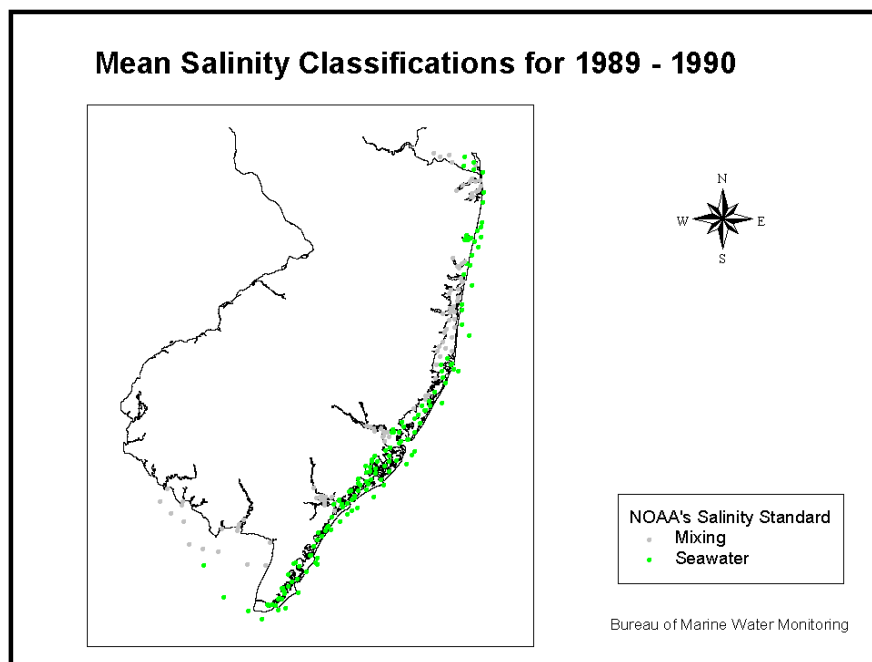 Mean Salinity Classifications for 1989 - 1990
N
W E
S
NOAA's Salinity Standard
Mixing
Seawater
Bureau of Marine Water Monitoring